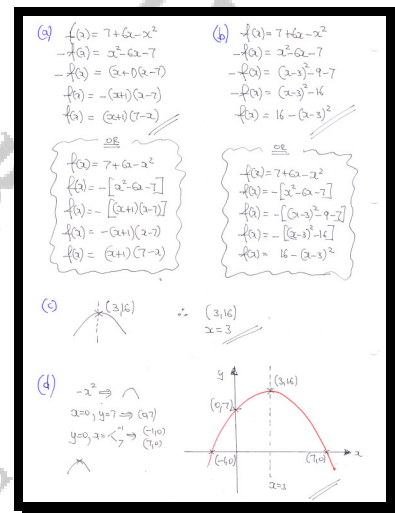 (a) f(x) = 7+6x-x²
-f(x) = x²-6x-7
-f(x) = (x+1)(x-7)
f(x) = -(x+1)(x-7)
f(x) = (x+1)(7-x)
OR
f(x) = 7+6x-x²
f(x) = -[x²-6x-7]
f(x) = -[(x+1)(x-7)]
f(x) = -(x+1)(x-7)
f(x) = (x+1)(7-x)
(b) f(x) = 7+6x-x²
-f(x) = x²-6x-7
-f(x) = (x-3)²-9-7
-f(x) = (x-3)²-16
f(x) = 16-(x-3)²
OR
f(x) = 7+6x-x²
f(x) = -[x²-6x-7]
f(x) = -[(x-3)²-9-7]
f(x) = -[(x-3)²-16]
f(x) = 16-(x-3)²
(c) (3,16) ∴ (3,16)
x=3
(d) -x² ⇒
x=0, y=7 ⇒ (0,7)
y=0, x=< -1 7 ⇒ (-1,0) (7,0)
y
(3,16)
(0,7)
(-1,0) (7,0) x
x=3